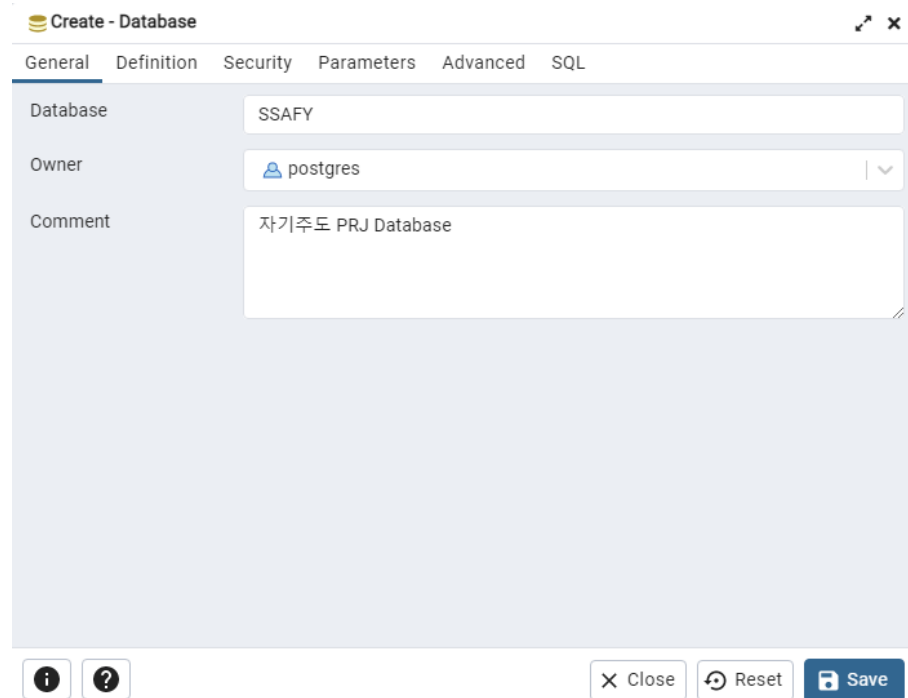 Create - Database
General Definition Security Parameters Advanced SQL
Database SSAFY
Owner postgres
Comment 자기주도 PRJ Database
Close Reset Save